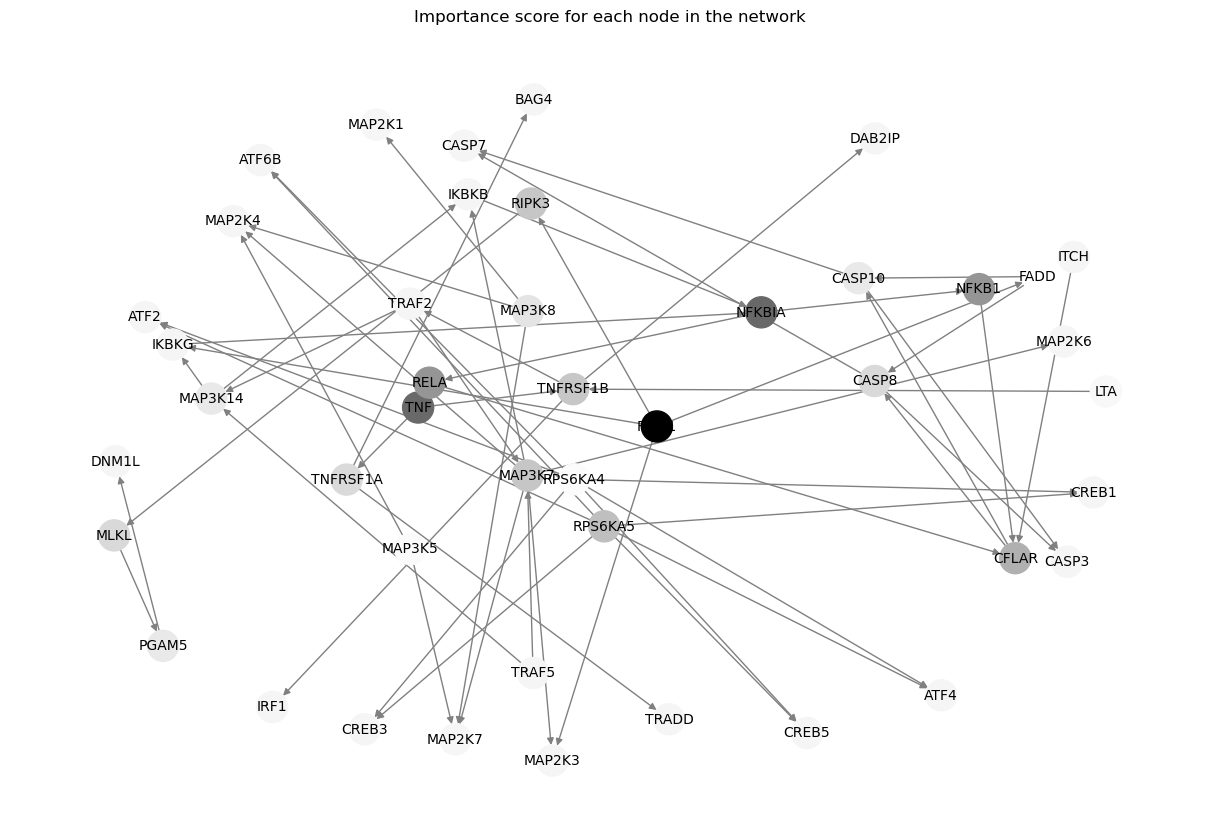 Importance score for each node in the network
BAG4
MAP2K1
DAB2IP
CASP7
ATF6B
IKBKB
RIPK3
MAP2K4
ITCH
FADD
CASP10
NFKB1
TRAF2
MAP3K8
NFKBIA
ATF2
MAP2K6
IKBKG
RELA
CASP8
TNFRSF1B
LTA
MAP3K14
TNF
DNM1L
MAP3K7
TNFRSF1A
RPS6KA4
CREB1
RPS6KA5
MLKL
MAP3K5
CFLAR
CASP3
PGAM5
TRAF5
ATF4
IRF1
TRADD
CREB3
CREB5
MAP2K7
MAP2K3